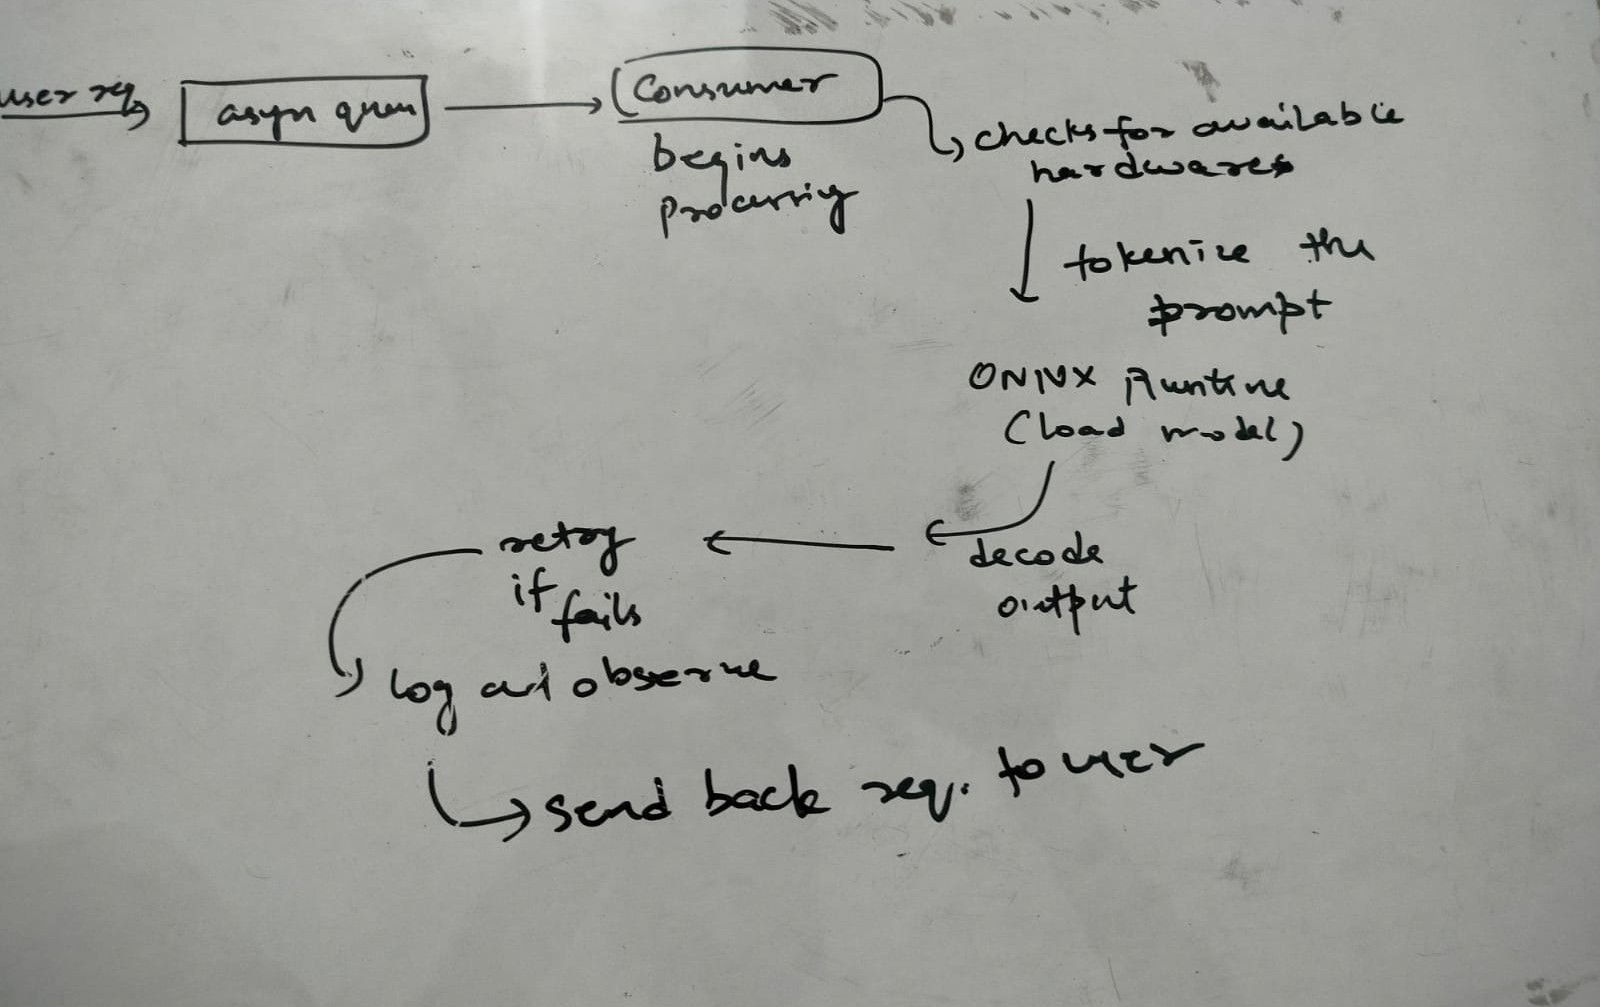 user req
asyn queu
Consumer
begins
processing
checks for available
hardwares
tokenize the
prompt
ONNX Runtime
(load model)
decode
output
retry
if
fails
log and observe
send back req. to user